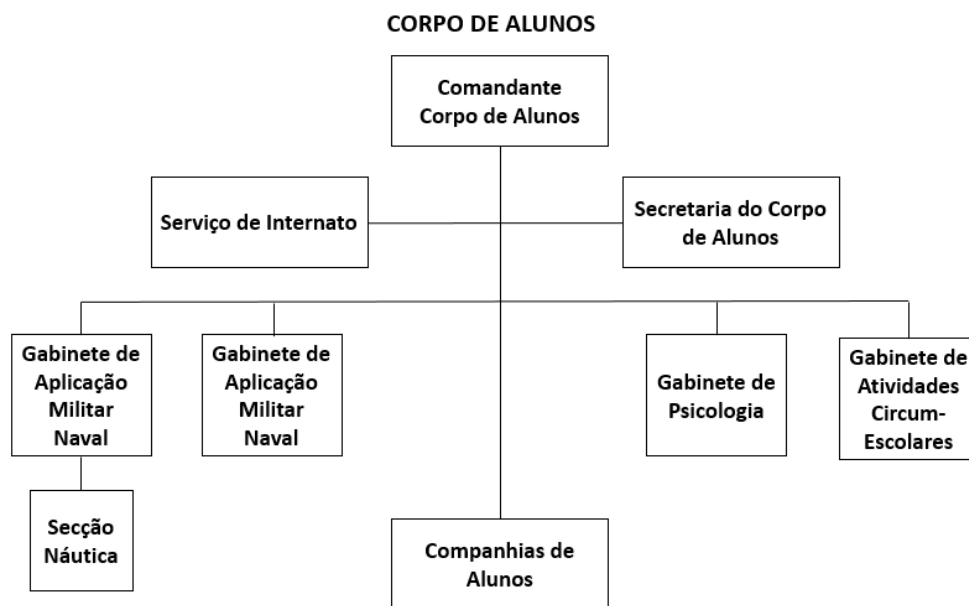 CORPO DE ALUNOS
Comandante
Corpo de Alunos
Serviço de Internato
Secretaria do Corpo
de Alunos
Gabinete de
Aplicação
Militar
Naval
Gabinete de
Aplicação
Militar
Naval
Gabinete de
Psicologia
Gabinete de
Atividades
Circum-
Escolares
Secção
Náutica
Companhias de
Alunos